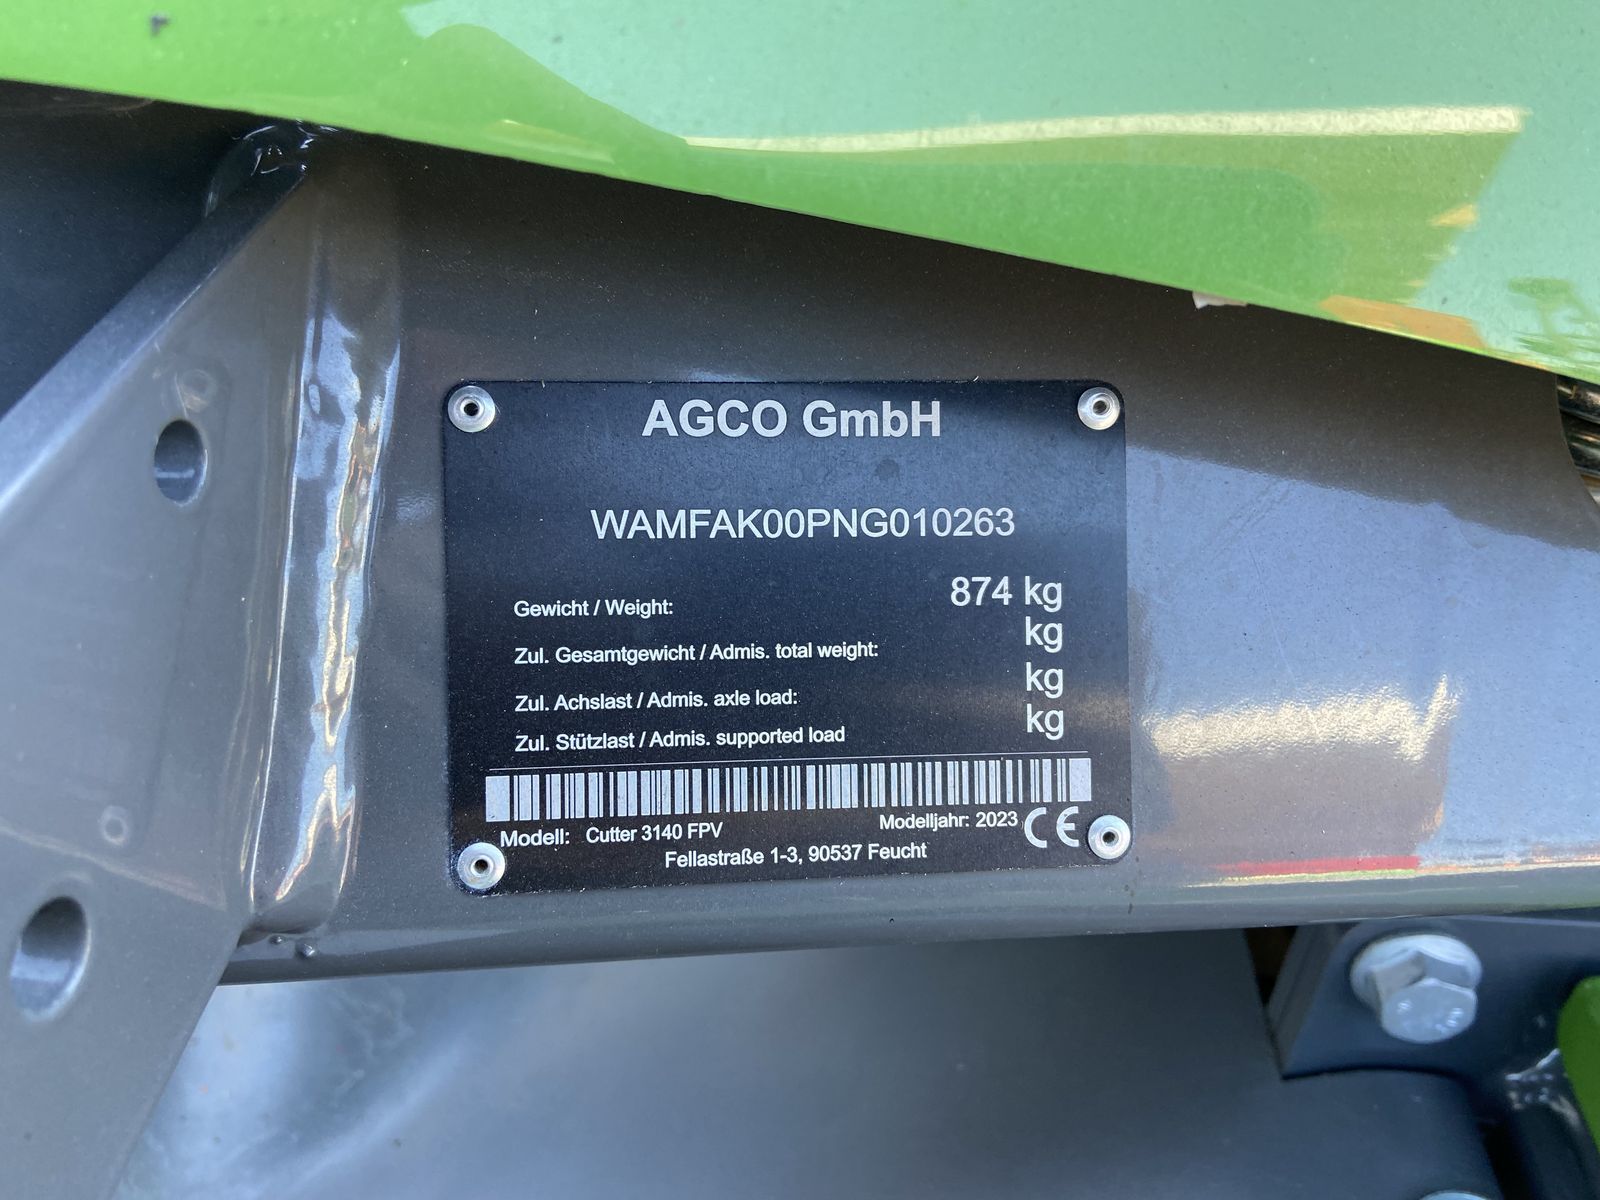 AGCO GmbH
WAMFAK00PNG010263
Gewicht / Weight: 874 kg
Zul. Gesamtgewicht / Admis. total weight: kg
Zul. Achslast / Admis. axle load: kg
Zul. Stützlast / Admis. supported load kg
Modell: Cutter 3140 FPV Modelljahr: 2023 CE
Fellastraße 1-3, 90537 Feucht